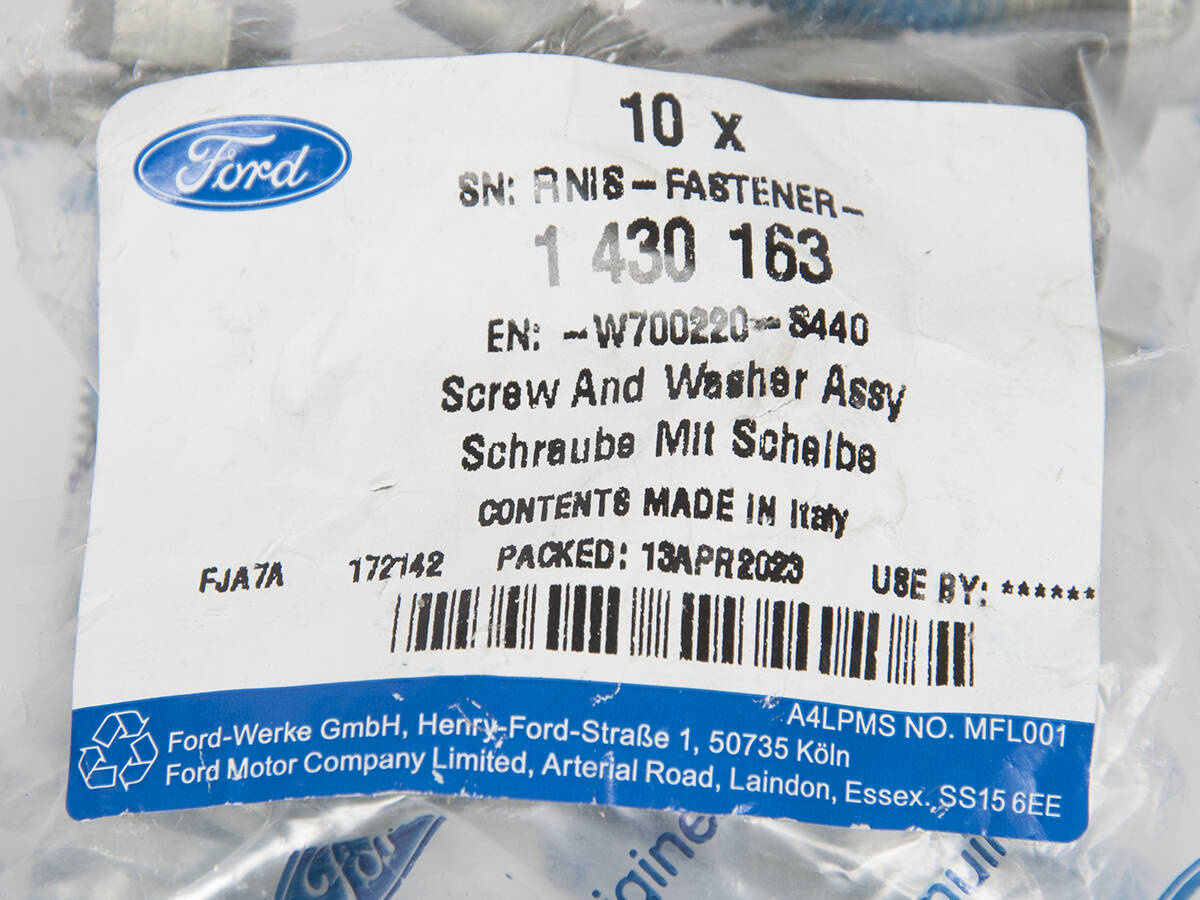 Ford
10 x
SN: RNIS-FASTENER-
1 430 163
EN: -W700220-S440
Screw And Washer Assy
Schraube Mit Scheibe
CONTENTS MADE IN Italy
FJA7A 172142 PACKED: 13APR2023 USE BY: ******
A4LPMS NO. MFL001
Ford-Werke GmbH, Henry-Ford-Straße 1, 50735 Köln
Ford Motor Company Limited, Arterial Road, Laindon, Essex. SS15 6EE
Ford